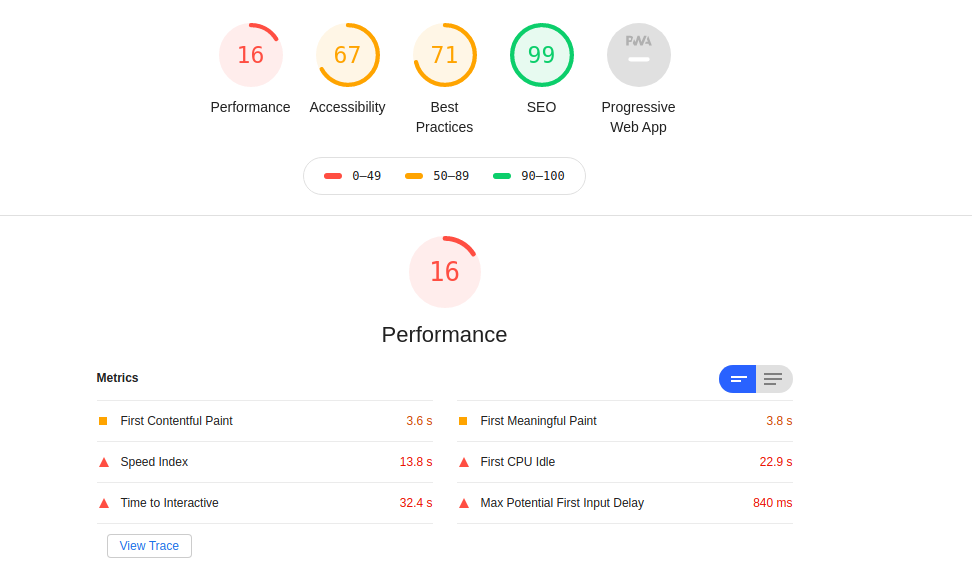 16 67 71 99 PWA
Performance Accessibility Best Practices SEO Progressive Web App
0–49 50–89 90–100
16
Performance
Metrics
First Contentful Paint 3.6 s
First Meaningful Paint 3.8 s
Speed Index 13.8 s
First CPU Idle 22.9 s
Time to Interactive 32.4 s
Max Potential First Input Delay 840 ms
View Trace